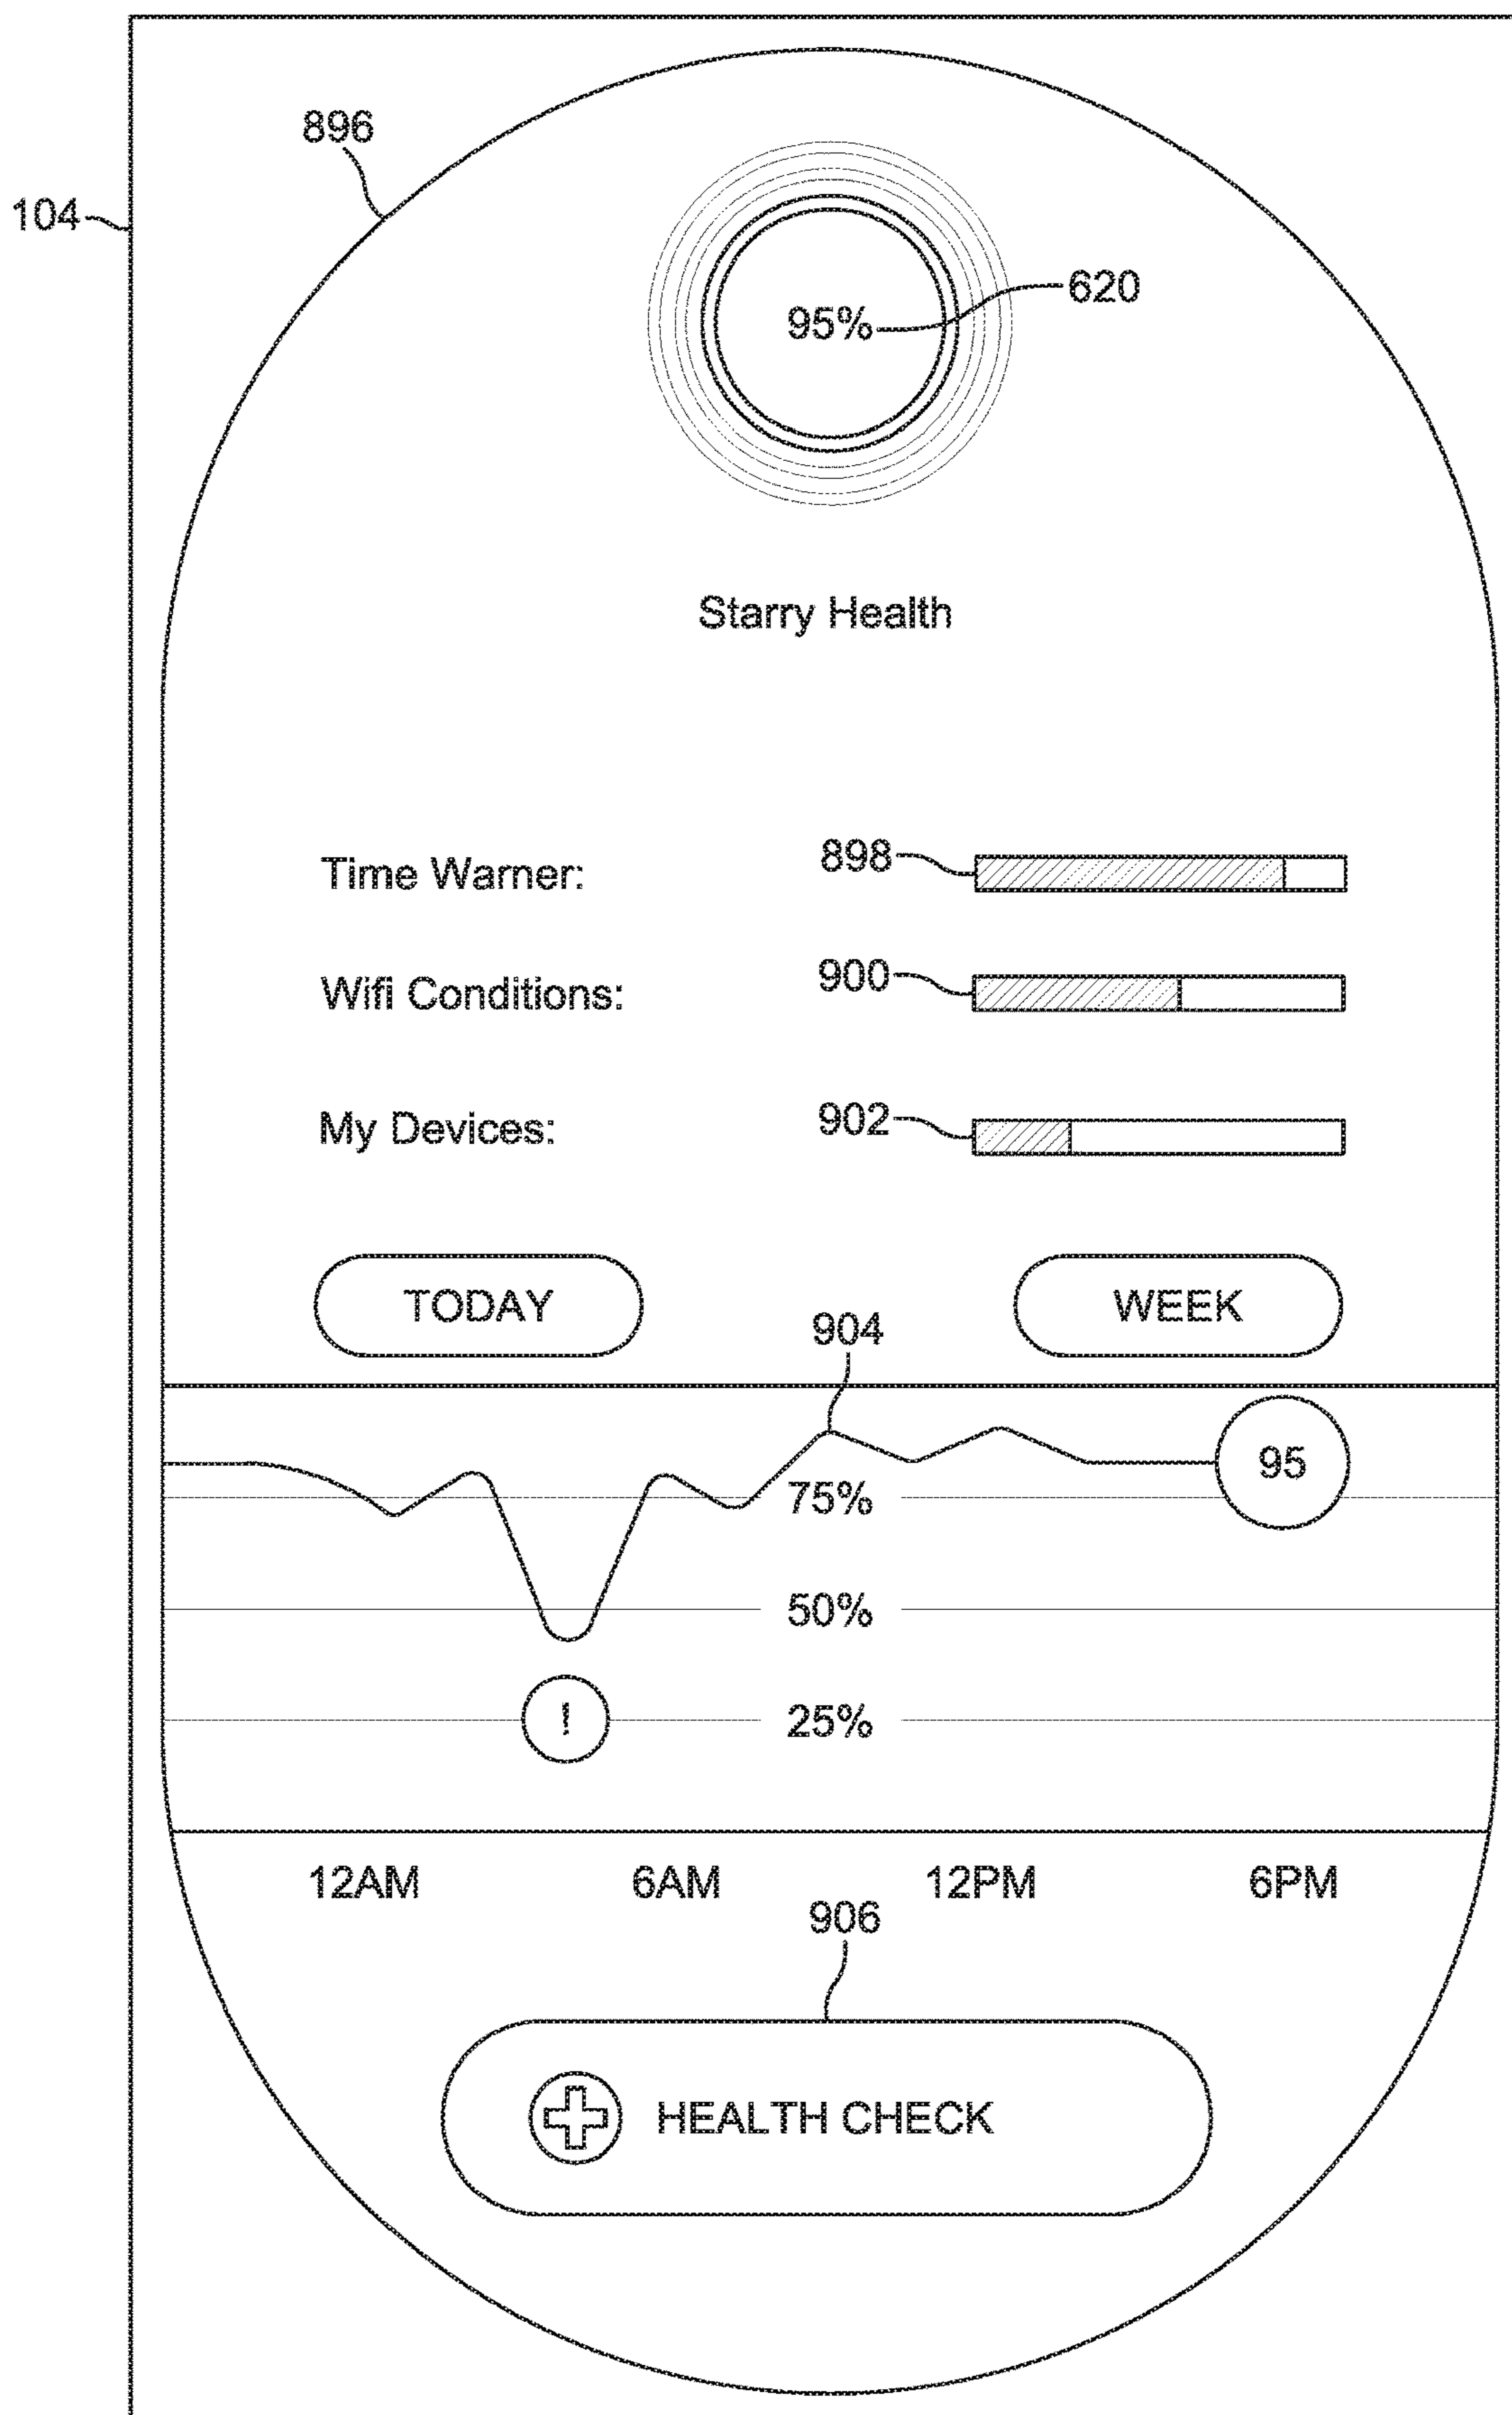 896
104
620
95%
Starry Health
Time Warner: 898
Wifi Conditions: 900
My Devices: 902
TODAY WEEK
904
95
75%
50%
! 25%
12AM 6AM 12PM 6PM
906
HEALTH CHECK